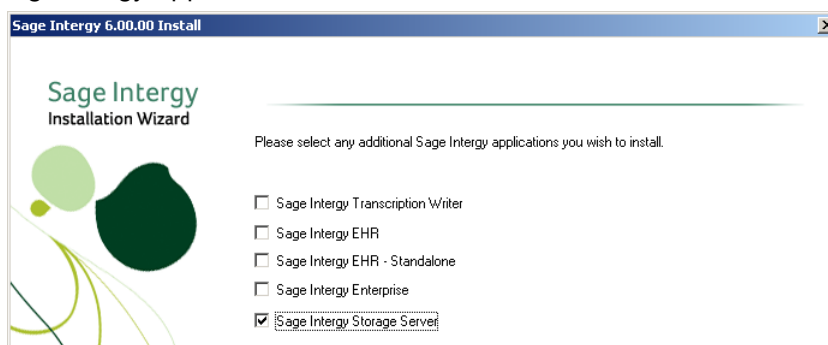 Sage Intergy 6.00.00 Install
Sage Intergy
Installation Wizard
Please select any additional Sage Intergy applications you wish to install.
Sage Intergy Transcription Writer
Sage Intergy EHR
Sage Intergy EHR - Standalone
Sage Intergy Enterprise
Sage Intergy Storage Server